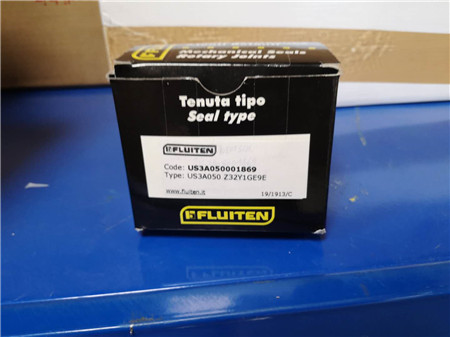 Mechanical Seals
Rotary Joints
Tenuta tipo
Seal type
FLUITEN
Code: US3A050001869
Type: US3A050 Z32Y1GE9E
www.fluiten.it
19/1913/C
FLUITEN